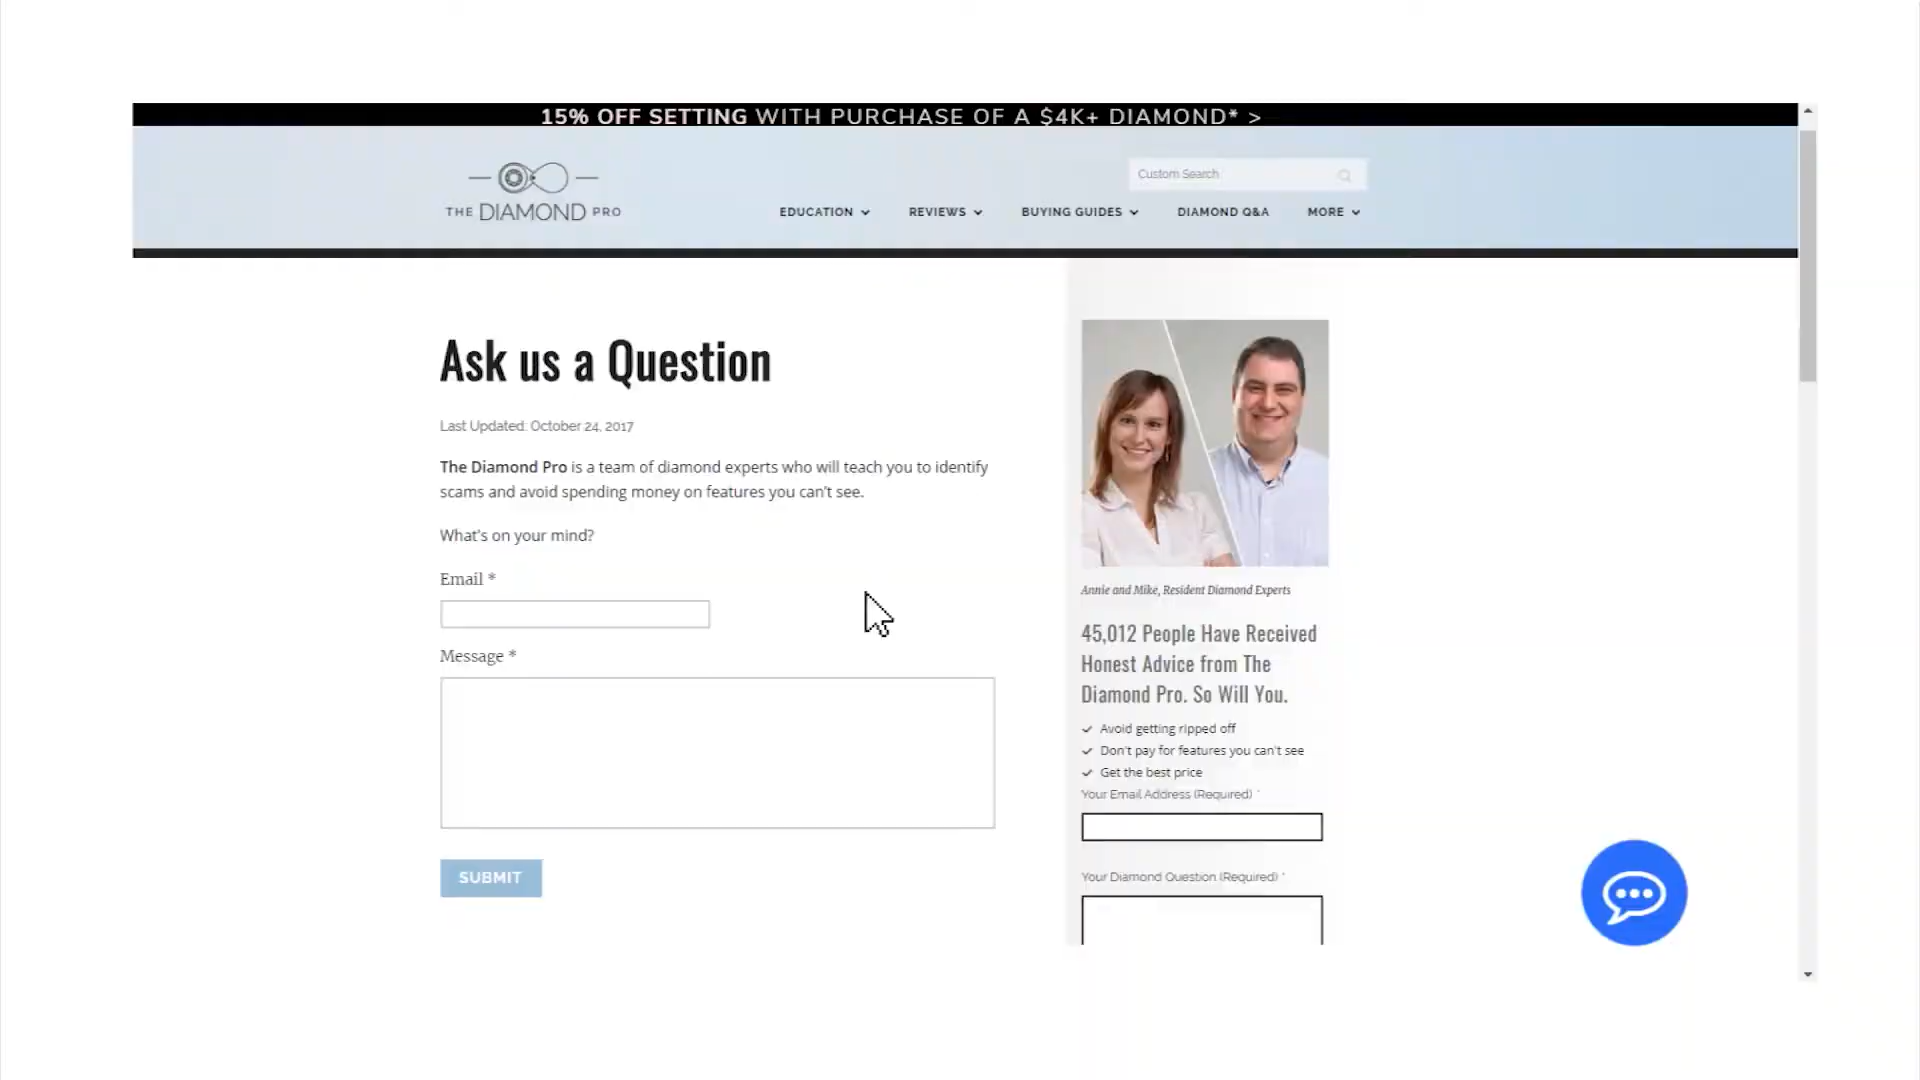 15% OFF SETTING WITH PURCHASE OF A $4K+ DIAMOND* >
THE DIAMOND PRO
Custom Search
EDUCATION
REVIEWS
BUYING GUIDES
DIAMOND Q&A
MORE
Ask us a Question
Last Updated: October 24, 2017
The Diamond Pro is a team of diamond experts who will teach you to identify
scams and avoid spending money on features you can't see.
What's on your mind?
Email *
Message *
SUBMIT
Annie and Mike, Resident Diamond Experts
45,012 People Have Received
Honest Advice from The
Diamond Pro. So Will You.
Avoid getting ripped off
Don't pay for features you can't see
Get the best price
Your Email Address (Required) *
Your Diamond Question (Required) *